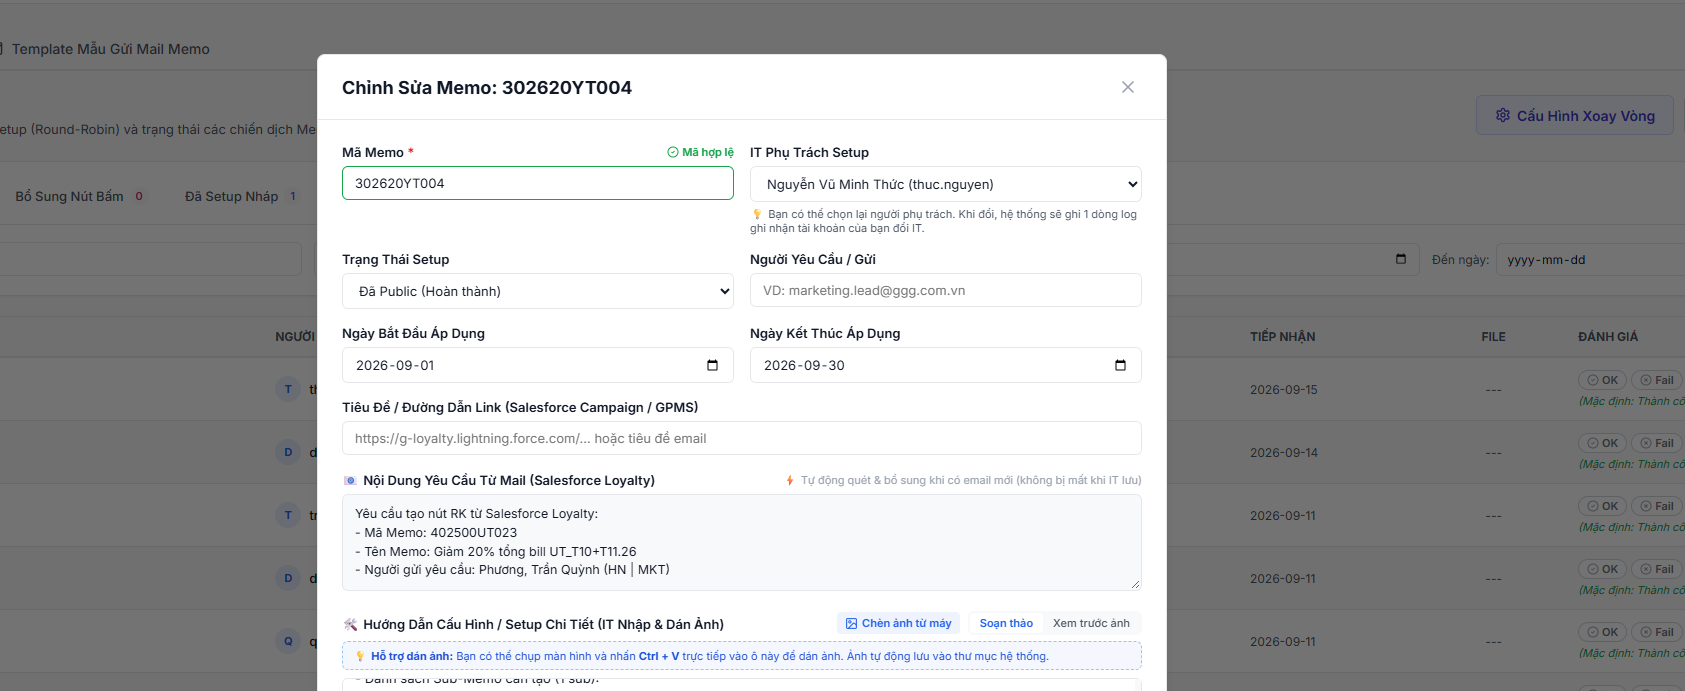 Template Mẫu Gửi Mail Memo
Chỉnh Sửa Memo: 302620YT004
etup (Round-Robin) và trạng thái các chiến dịch Me
Cấu Hình Xoay Vòng
Mã Memo *
Mã hợp lệ
302620YT004
IT Phụ Trách Setup
Nguyễn Vũ Minh Thức (thuc.nguyen)
Bạn có thể chọn lại người phụ trách. Khi đổi, hệ thống sẽ ghi 1 dòng log
ghi nhận tài khoản của bạn đổi IT.
Bổ Sung Nút Bấm 0
Đã Setup Nháp 1
Trạng Thái Setup
Đã Public (Hoàn thành)
Người Yêu Cầu / Gửi
VD: marketing.lead@ggg.com.vn
Đến ngày:
yyyy-mm-dd
Ngày Bắt Đầu Áp Dụng
2026-09-01
Ngày Kết Thúc Áp Dụng
2026-09-30
NGƯỜI
TIẾP NHẬN
FILE
ĐÁNH GIÁ
T
2026-09-15
---
OK
Fail
(Mặc định: Thành cô
Tiêu Đề / Đường Dẫn Link (Salesforce Campaign / GPMS)
https://g-loyalty.lightning.force.com/... hoặc tiêu đề email
D
d
2026-09-14
---
OK
Fail
(Mặc định: Thành cô
Nội Dung Yêu Cầu Từ Mail (Salesforce Loyalty)
Tự động quét & bổ sung khi có email mới (không bị mất khi IT lưu)
Yêu cầu tạo nút RK từ Salesforce Loyalty:
- Mã Memo: 402500UT023
- Tên Memo: Giảm 20% tổng bill UT_T10+T11.26
- Người gửi yêu cầu: Phương, Trần Quỳnh (HN | MKT)
T
2026-09-11
---
OK
Fail
(Mặc định: Thành cô
D
d
2026-09-11
---
OK
Fail
(Mặc định: Thành cô
Hướng Dẫn Cấu Hình / Setup Chi Tiết (IT Nhập & Dán Ảnh)
Chèn ảnh từ máy
Soạn thảo
Xem trước ảnh
Hỗ trợ dán ảnh: Bạn có thể chụp màn hình và nhấn Ctrl + V trực tiếp vào ô này để dán ảnh. Ảnh tự động lưu vào thư mục hệ thống.
Q
q
2026-09-11
---
OK
Fail
(Mặc định: Thành cô
- Danh sách Sub-Memo cần tạo (1 sub):